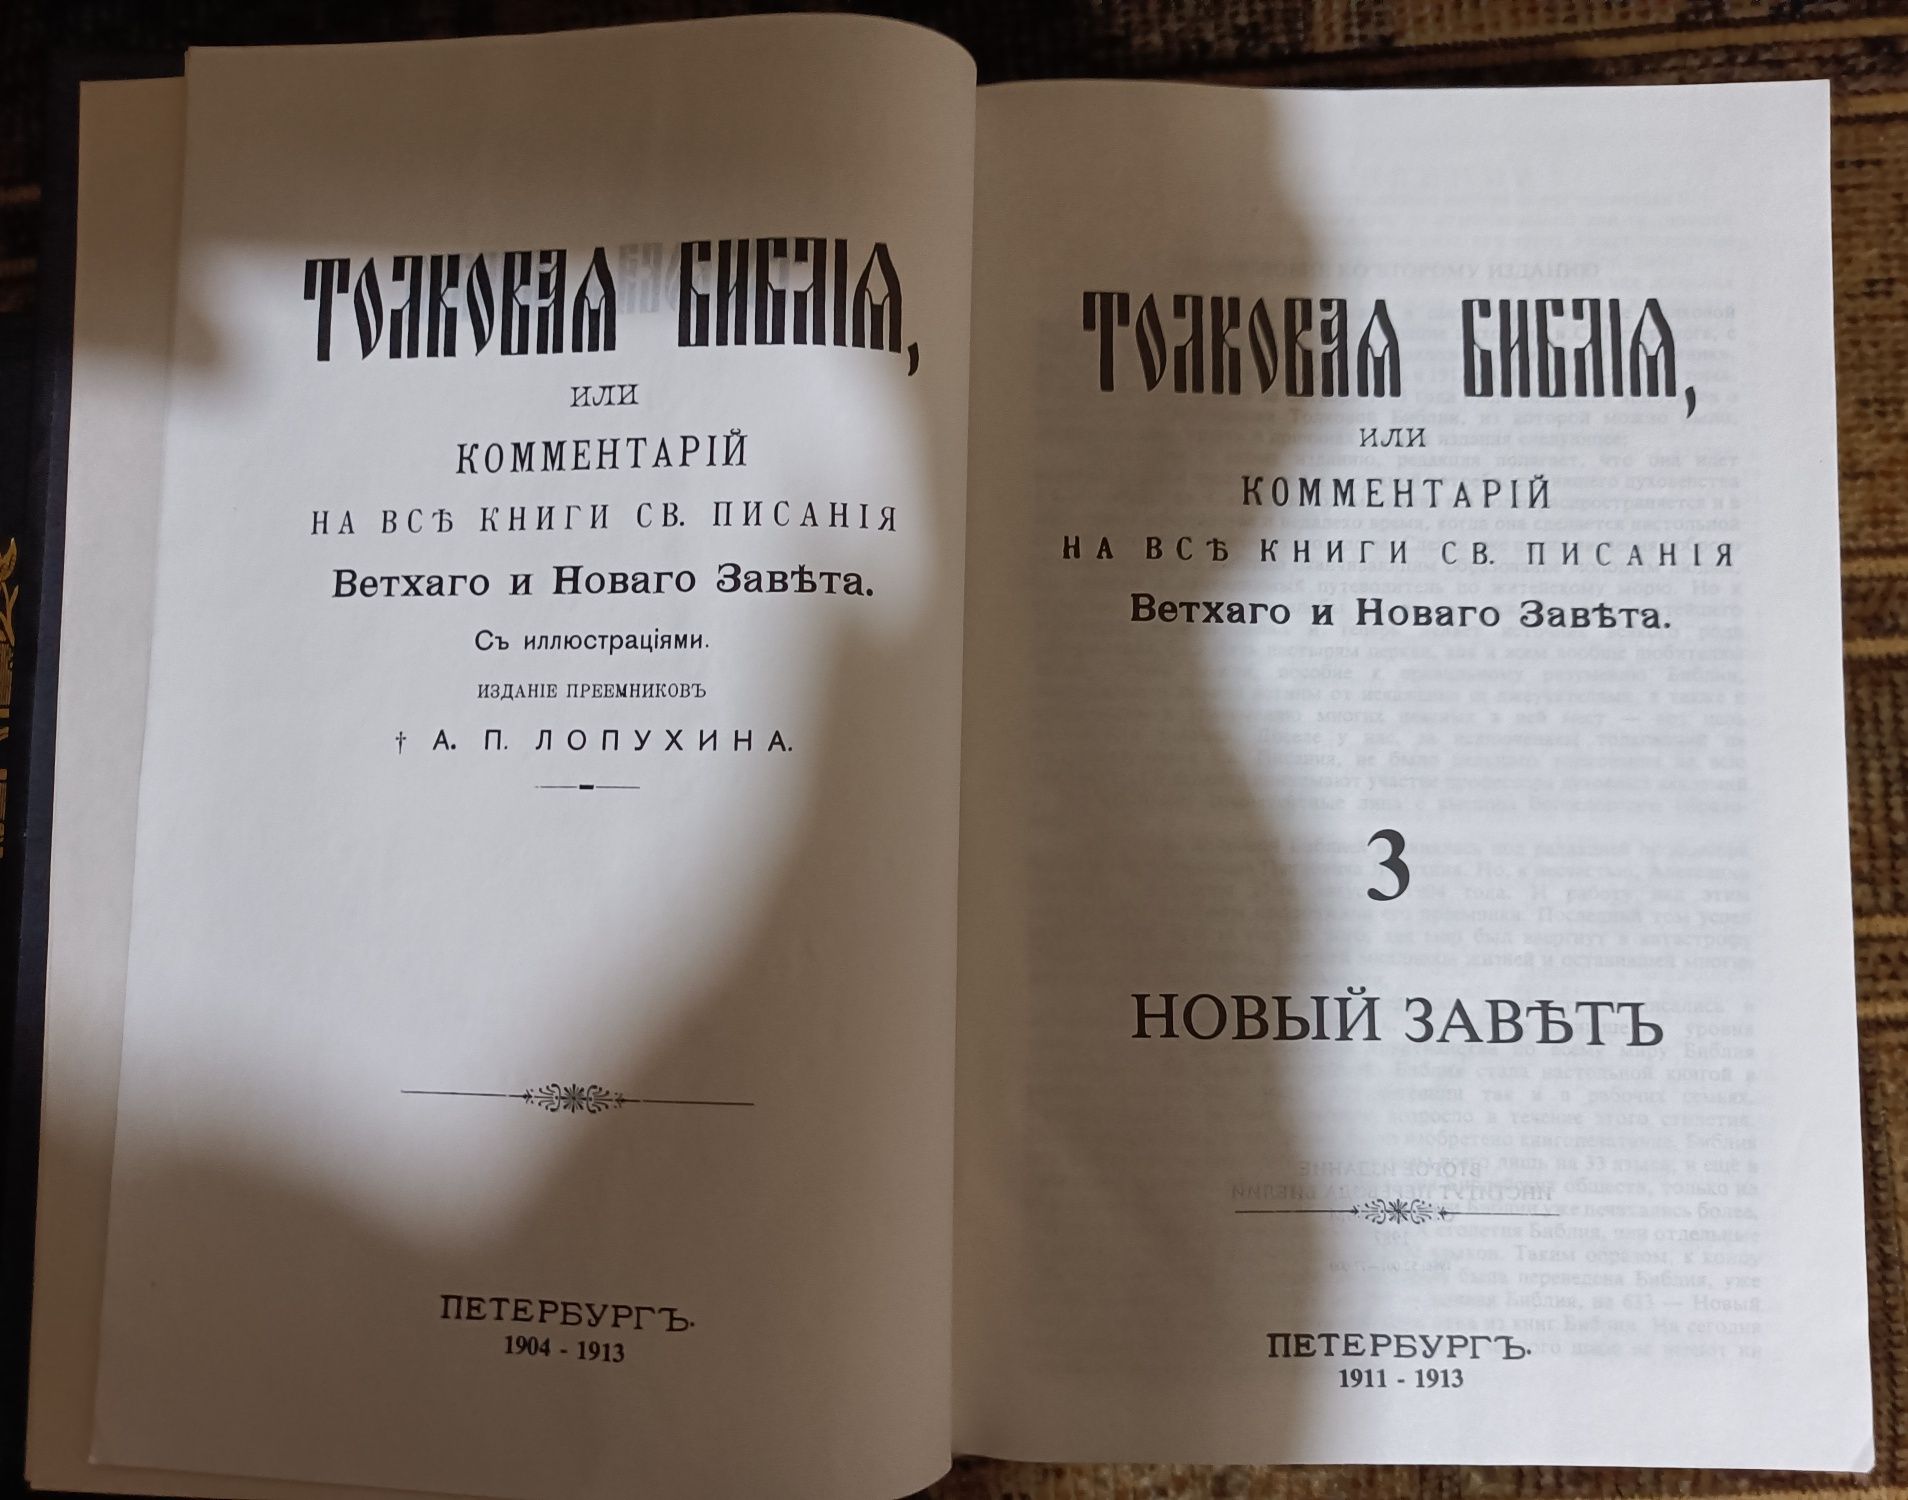 ТОЛКОВАЯ БИБЛІЯ,
ИЛИ
КОММЕНТАРІЙ
НА ВСѢ КНИГИ СВ. ПИСАНІЯ
Ветхаго и Новаго Завѣта.
Съ иллюстраціями.
ИЗДАНІЕ ПРЕЕМНИКОВЪ
† А. П. ЛОПУХИНА.
ПЕТЕРБУРГЪ.
1904 - 1913
ТОЛКОВАЯ БИБЛІЯ,
ИЛИ
КОММЕНТАРІЙ
НА ВСѢ КНИГИ СВ. ПИСАНІЯ
Ветхаго и Новаго Завѣта.
3
НОВЫЙ ЗАВѢТЪ
ПЕТЕРБУРГЪ.
1911 - 1913